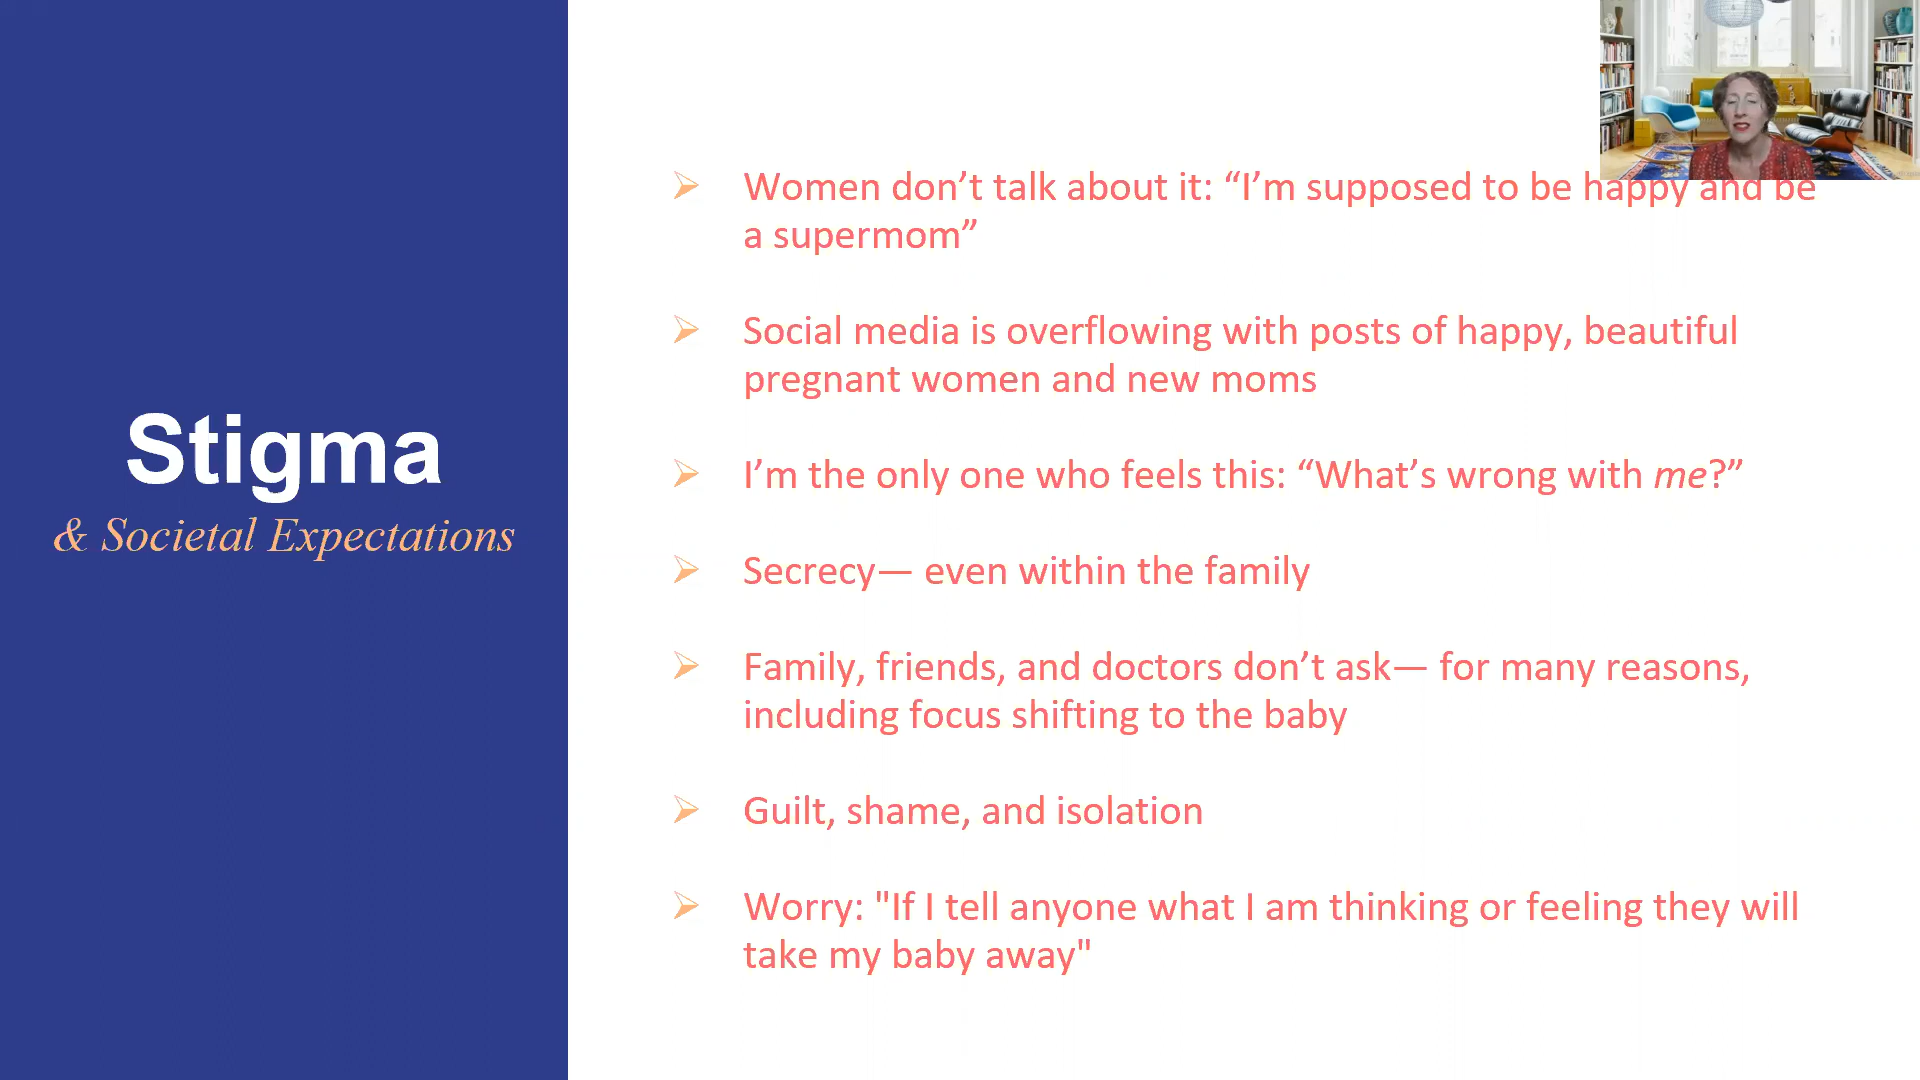 Stigma
& Societal Expectations
Women don’t talk about it: “I’m supposed to be happy and be
a supermom”
Social media is overflowing with posts of happy, beautiful
pregnant women and new moms
I’m the only one who feels this: “What’s wrong with me?”
Secrecy— even within the family
Family, friends, and doctors don’t ask— for many reasons,
including focus shifting to the baby
Guilt, shame, and isolation
Worry: "If I tell anyone what I am thinking or feeling they will
take my baby away"